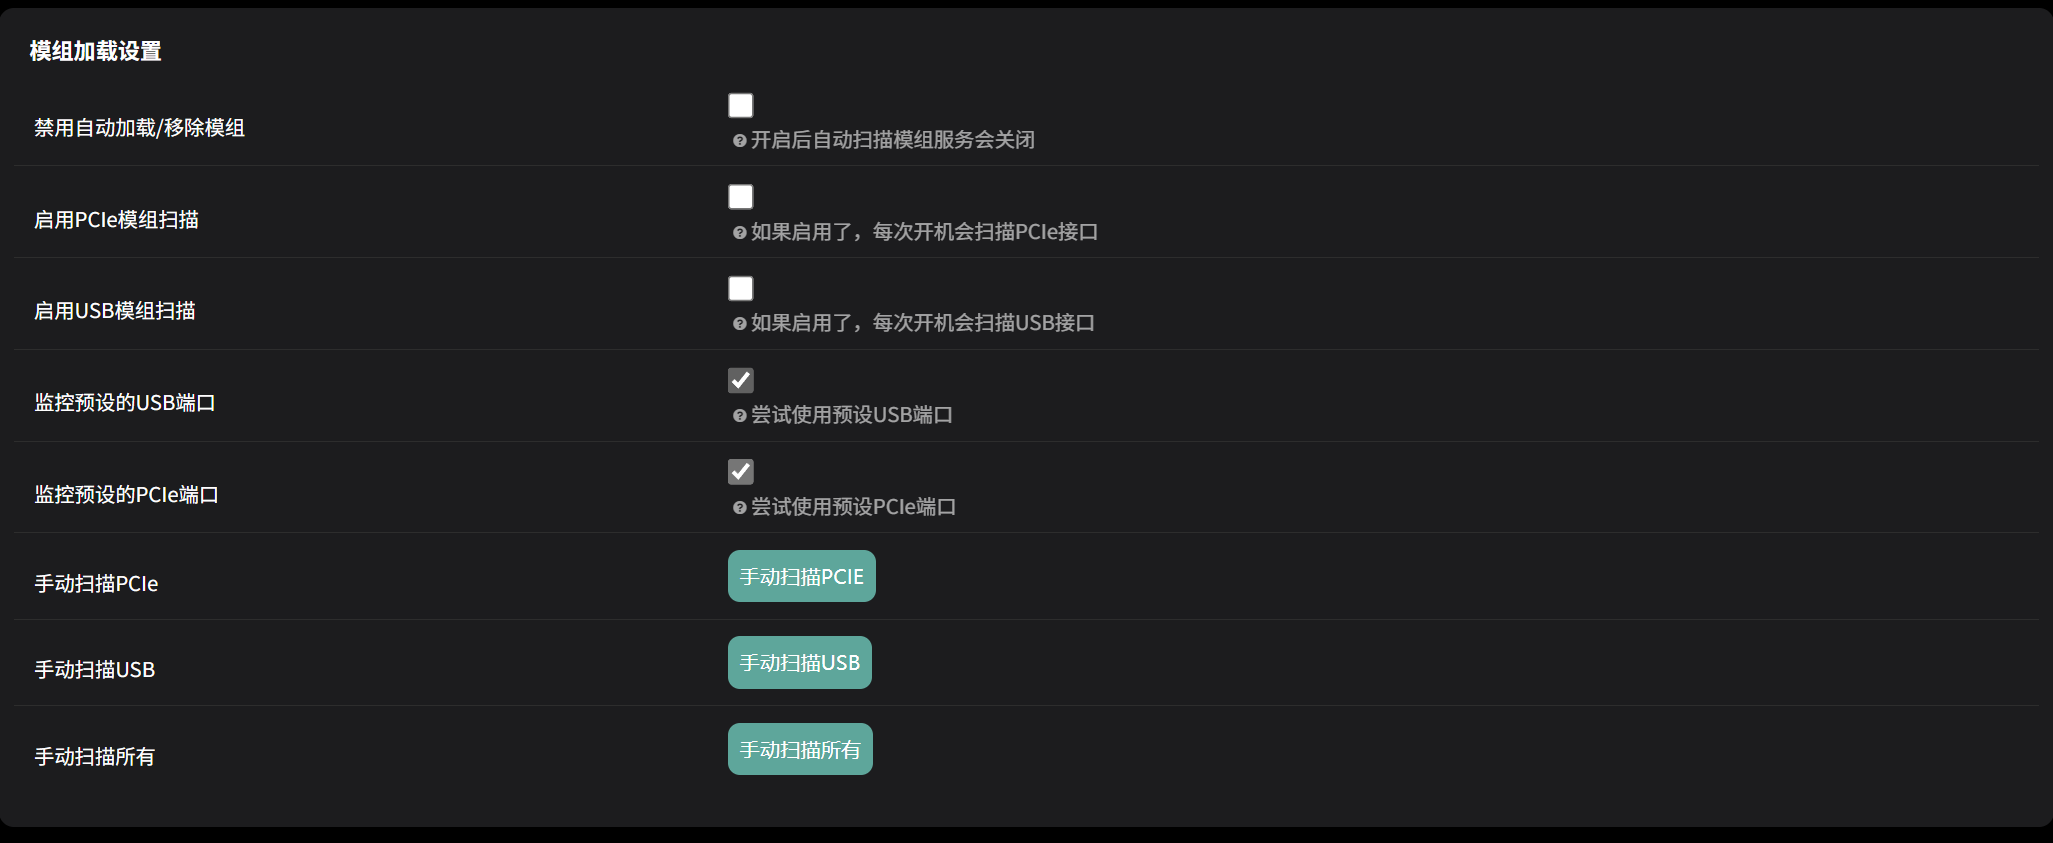 模组加载设置
禁用自动加载/移除模组
开启后自动扫描模组服务会关闭
启用PCIe模组扫描
如果启用了，每次开机会扫描PCIe接口
启用USB模组扫描
如果启用了，每次开机会扫描USB接口
监控预设的USB端口
尝试使用预设USB端口
监控预设的PCIe端口
尝试使用预设PCIe端口
手动扫描PCIe
手动扫描PCIE
手动扫描USB
手动扫描USB
手动扫描所有
手动扫描所有